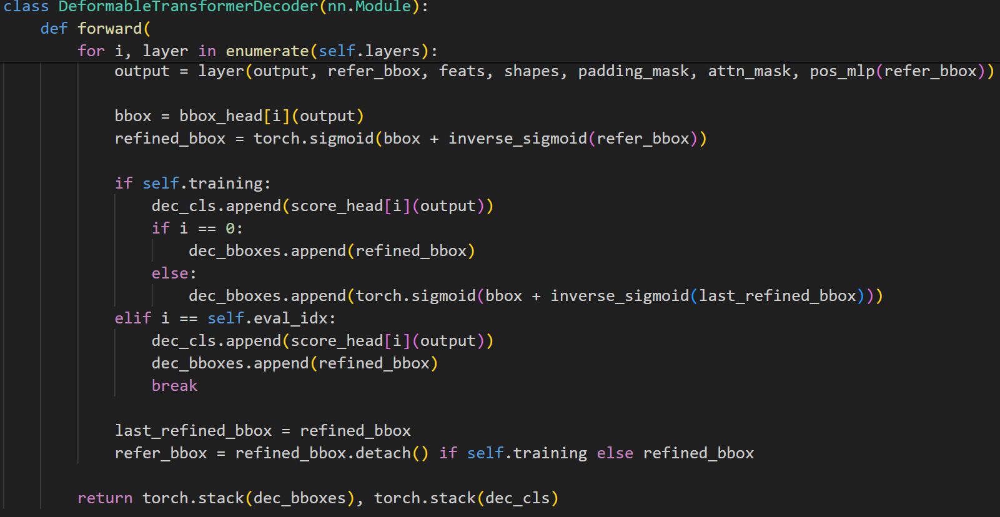 class DeformableTransformerDecoder(nn.Module):
    def forward(
        for i, layer in enumerate(self.layers):
            output = layer(output, refer_bbox, feats, shapes, padding_mask, attn_mask, pos_mlp(refer_bbox))

            bbox = bbox_head[i](output)
            refined_bbox = torch.sigmoid(bbox + inverse_sigmoid(refer_bbox))

            if self.training:
                dec_cls.append(score_head[i](output))
                if i == 0:
                    dec_bboxes.append(refined_bbox)
                else:
                    dec_bboxes.append(torch.sigmoid(bbox + inverse_sigmoid(last_refined_bbox)))
            elif i == self.eval_idx:
                dec_cls.append(score_head[i](output))
                dec_bboxes.append(refined_bbox)
                break

            last_refined_bbox = refined_bbox
            refer_bbox = refined_bbox.detach() if self.training else refined_bbox

        return torch.stack(dec_bboxes), torch.stack(dec_cls)